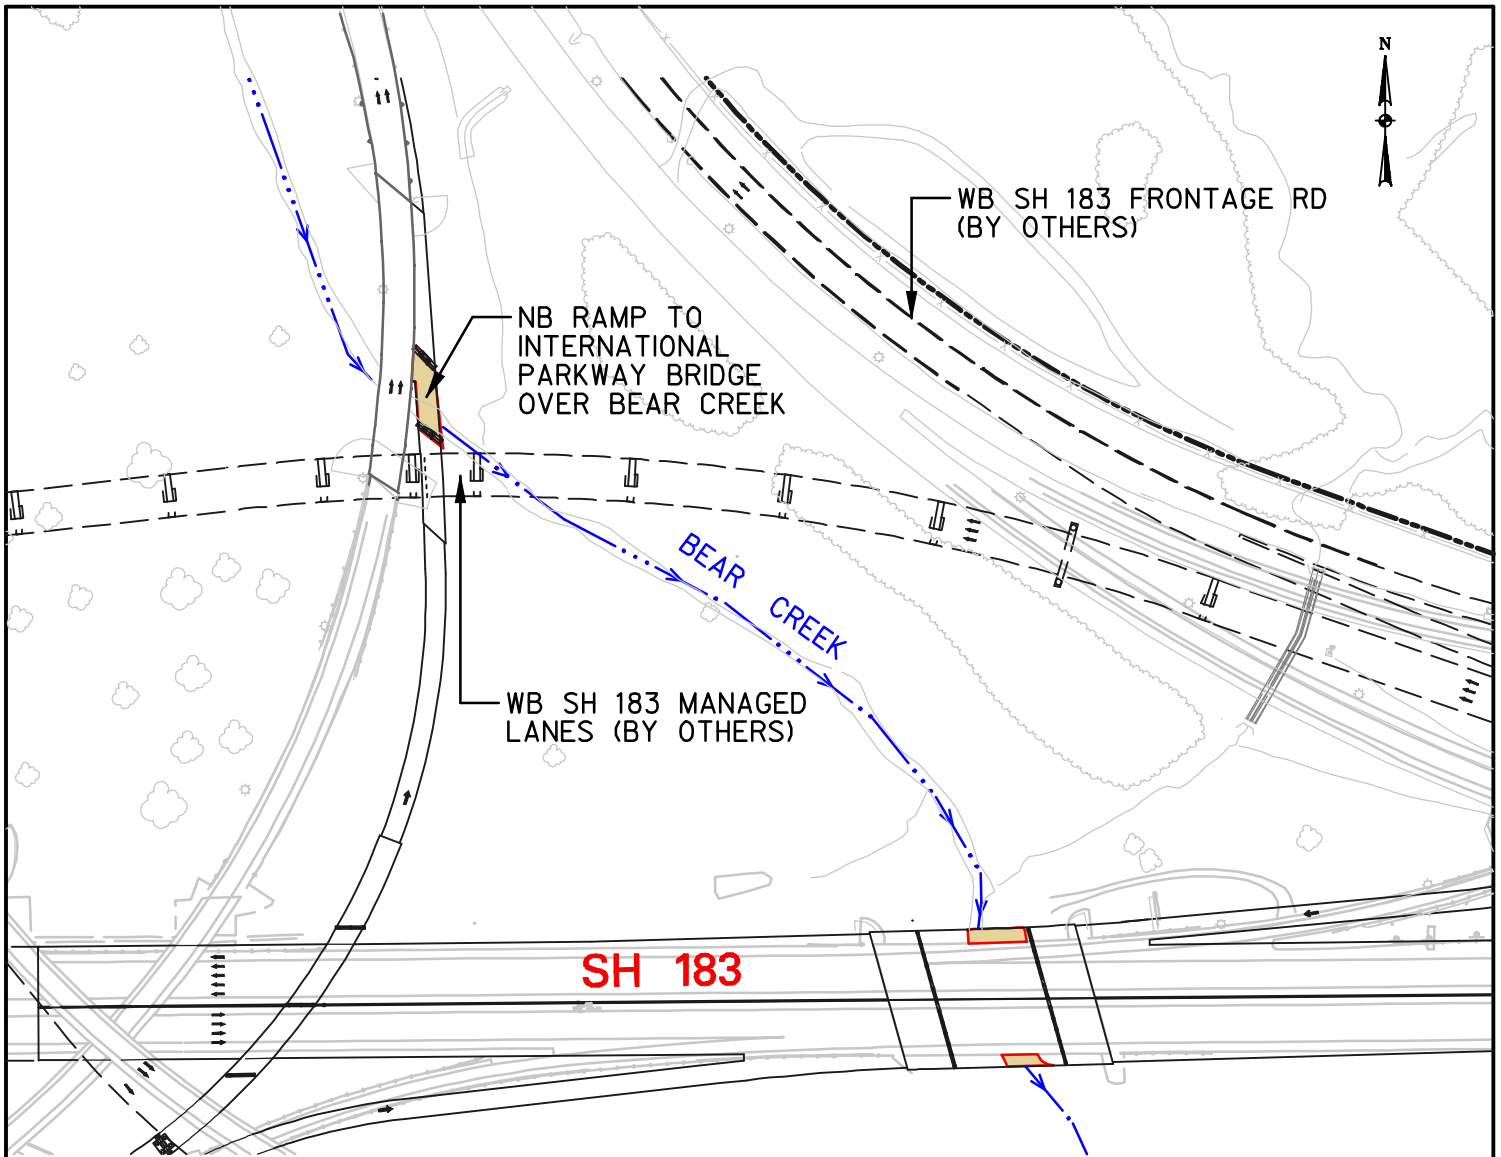 N
WB SH 183 FRONTAGE RD
(BY OTHERS)
NB RAMP TO
INTERNATIONAL
PARKWAY BRIDGE
OVER BEAR CREEK
BEAR CREEK
WB SH 183 MANAGED
LANES (BY OTHERS)
SH 183